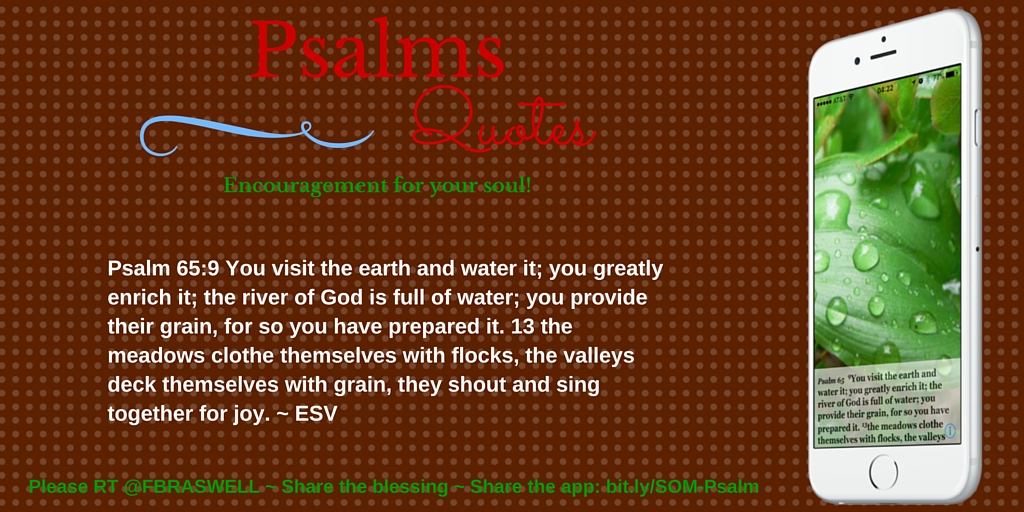 Psalms
Quotes
Encouragement for your soul!
Psalm 65:9 You visit the earth and water it; you greatly
enrich it; the river of God is full of water; you provide
their grain, for so you have prepared it. 13 the
meadows clothe themselves with flocks, the valleys
deck themselves with grain, they shout and sing
together for joy. ~ ESV
Please RT @FBRASWELL ~ Share the blessing ~ Share the app: bit.ly/SOM-Psalm
AT&T 04:22
Psalm 65 ⁹You visit the earth and
water it; you greatly enrich it; the
river of God is full of water; you
provide their grain, for so you have
prepared it. ¹³the meadows clothe
themselves with flocks, the valleys